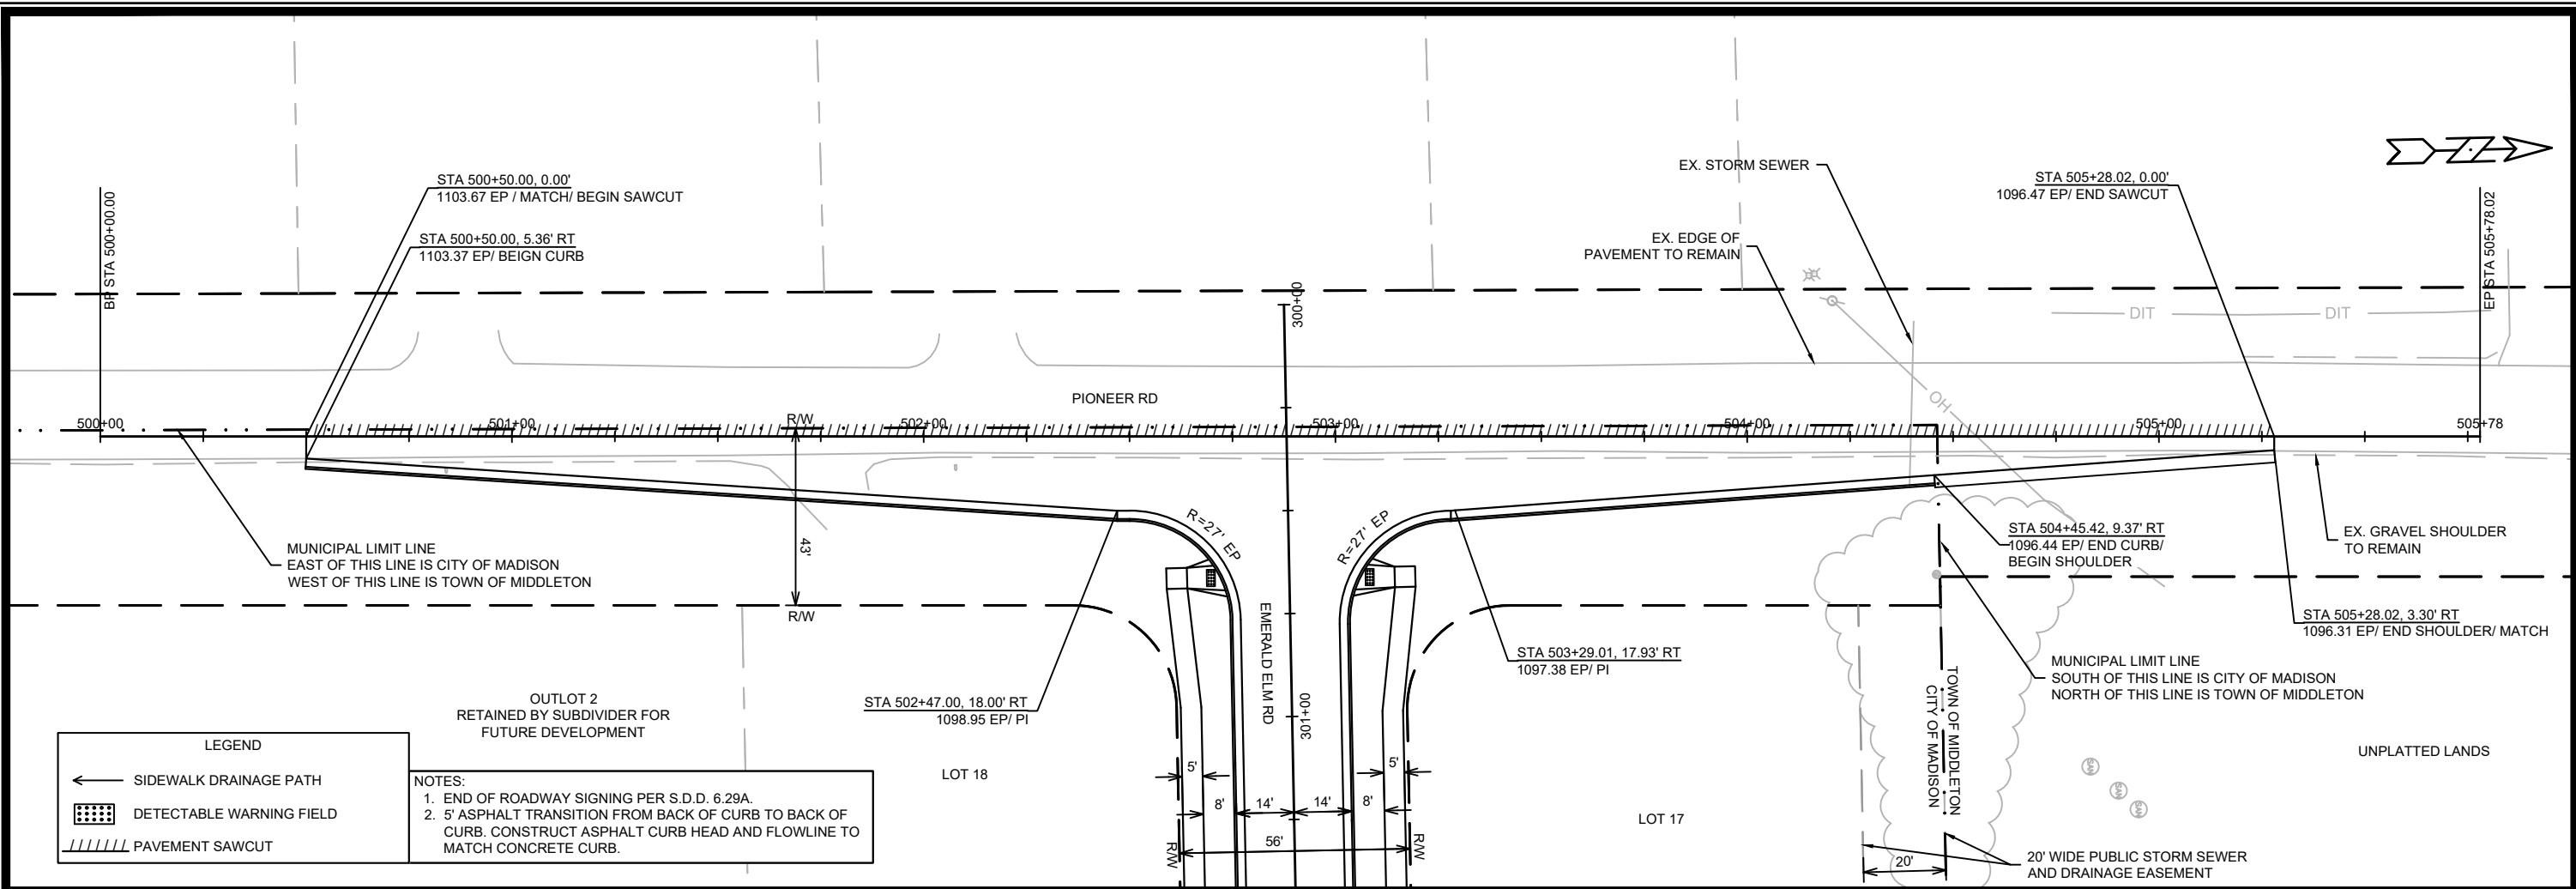 BP STA 500+00.00
STA 500+50.00, 0.00'
1103.67 EP / MATCH/ BEGIN SAWCUT
STA 500+50.00, 5.36' RT
1103.37 EP/ BEIGN CURB
EX. STORM SEWER
EX. EDGE OF
PAVEMENT TO REMAIN
STA 505+28.02, 0.00'
1096.47 EP/ END SAWCUT
Z
EP STA 505+78.02
DIT
DIT
OH
300+00
PIONEER RD
500+00
501+00
R/W
502+00
503+00
504+00
505+00
505+78
43'
R/W
MUNICIPAL LIMIT LINE
EAST OF THIS LINE IS CITY OF MADISON
WEST OF THIS LINE IS TOWN OF MIDDLETON
R=27' EP
R=27' EP
STA 504+45.42, 9.37' RT
1096.44 EP/ END CURB/
BEGIN SHOULDER
EX. GRAVEL SHOULDER
TO REMAIN
STA 505+28.02, 3.30' RT
1096.31 EP/ END SHOULDER/ MATCH
EMERALD ELM RD
301+00
STA 503+29.01, 17.93' RT
1097.38 EP/ PI
MUNICIPAL LIMIT LINE
SOUTH OF THIS LINE IS CITY OF MADISON
NORTH OF THIS LINE IS TOWN OF MIDDLETON
TOWN OF MIDDLETON
CITY OF MADISON
OUTLOT 2
RETAINED BY SUBDIVIDER FOR
FUTURE DEVELOPMENT
STA 502+47.00, 18.00' RT
1098.95 EP/ PI
UNPLATTED LANDS
LOT 18
LOT 17
SAN
SAN
SAN
5'
8'
14'
14'
8'
5'
56'
R/W
R/W
20'
20' WIDE PUBLIC STORM SEWER
AND DRAINAGE EASEMENT
LEGEND
SIDEWALK DRAINAGE PATH
DETECTABLE WARNING FIELD
PAVEMENT SAWCUT
NOTES:
1. END OF ROADWAY SIGNING PER S.D.D. 6.29A.
2. 5' ASPHALT TRANSITION FROM BACK OF CURB TO BACK OF
CURB. CONSTRUCT ASPHALT CURB HEAD AND FLOWLINE TO
MATCH CONCRETE CURB.